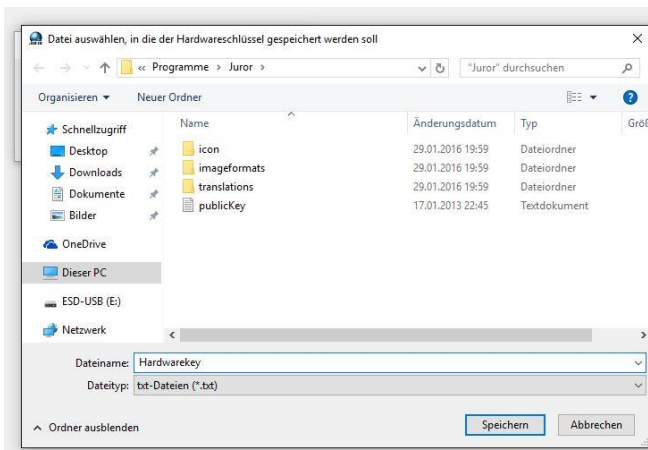 Datei auswählen, in die der Hardwareschlüssel gespeichert werden soll
« Programme › Juror ›
"Juror" durchsuchen
Organisieren
Neuer Ordner
Name Änderungsdatum Typ Größ
Schnellzugriff
Desktop
Downloads
Dokumente
Bilder
OneDrive
Dieser PC
ESD-USB (E:)
Netzwerk
icon 29.01.2016 19:59 Dateiordner
imageformats 29.01.2016 19:59 Dateiordner
translations 29.01.2016 19:59 Dateiordner
publicKey 17.01.2013 22:45 Textdokument
Dateiname: Hardwarekey
Dateityp: txt-Dateien (*.txt)
Ordner ausblenden
Speichern
Abbrechen